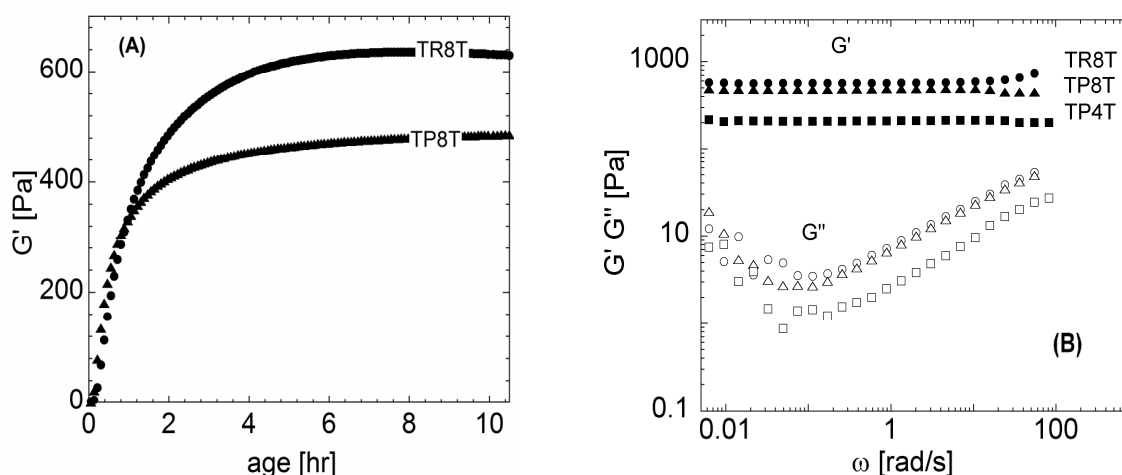 (A)
G' [Pa]
600
400
200
0
TR8T
TP8T
0 2 4 6 8 10
age [hr]
G' G" [Pa]
1000
10
0.1
G'
TR8T
TP8T
TP4T
G"
(B)
0.01 1 100
ω [rad/s]